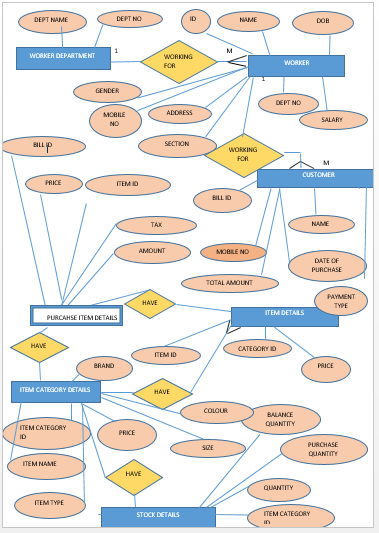 DEPT NAME
DEPT NO
ID
NAME
DOB
WORKER DEPARTMENT
1
WORKING
FOR
M
WORKER
1
GENDER
MOBILE
NO
ADDRESS
DEPT NO
SALARY
SECTION
WORKING
FOR
BILL ID
M
CUSTOMER
PRICE
ITEM ID
BILL ID
TAX
NAME
AMOUNT
MOBILE NO
DATE OF
PURCHASE
TOTAL AMOUNT
PAYMENT
TYPE
HAVE
PURCAHSE ITEM DETAILS
ITEM DETAILS
HAVE
ITEM ID
CATEGORY ID
BRAND
PRICE
ITEM CATEGORY DETAILS
HAVE
COLOUR
BALANCE
QUANTITY
ITEM CATEGORY
ID
PRICE
SIZE
PURCHASE
QUANTITY
ITEM NAME
HAVE
QUANTITY
ITEM TYPE
STOCK DETAILS
ITEM CATEGORY
ID